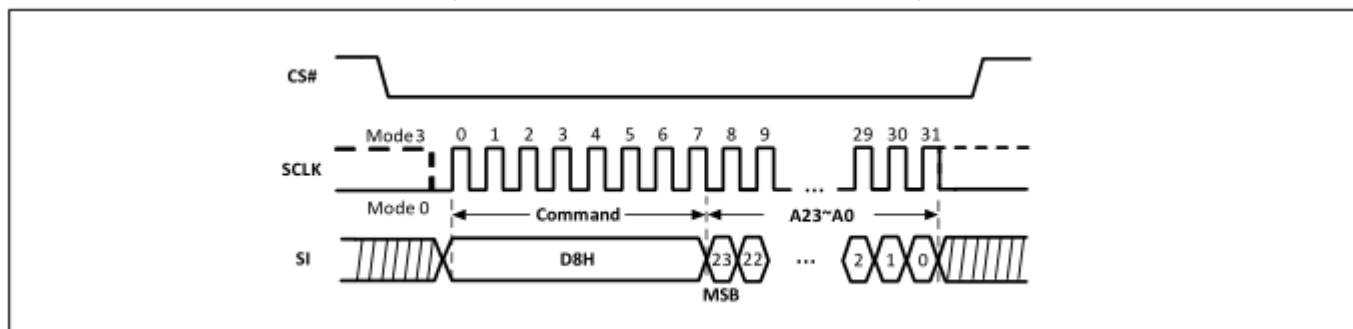 CS#
Mode 3 0 1 2 3 4 5 6 7 8 9 29 30 31
SCLK ...
Mode 0 Command A23~A0
SI D8H 23 22 ... 2 1 0
MSB